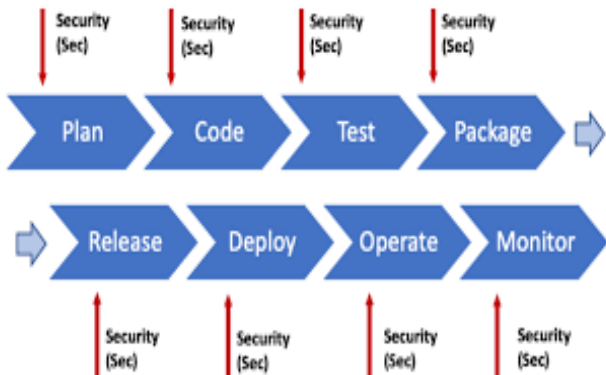 Security
(Sec)
Security
(Sec)
Security
(Sec)
Security
(Sec)
Plan
Code
Test
Package
Release
Deploy
Operate
Monitor
Security
(Sec)
Security
(Sec)
Security
(Sec)
Security
(Sec)